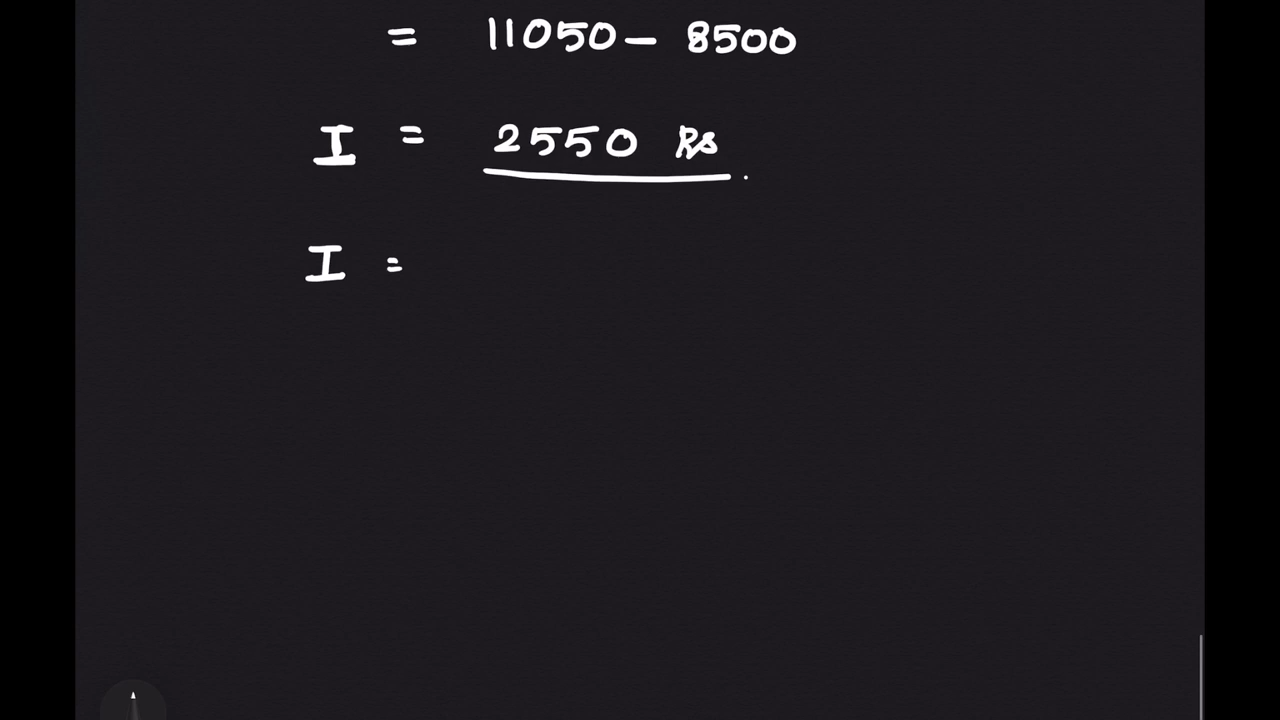 = 11050 - 8500
I = 2550 Rs.
I =